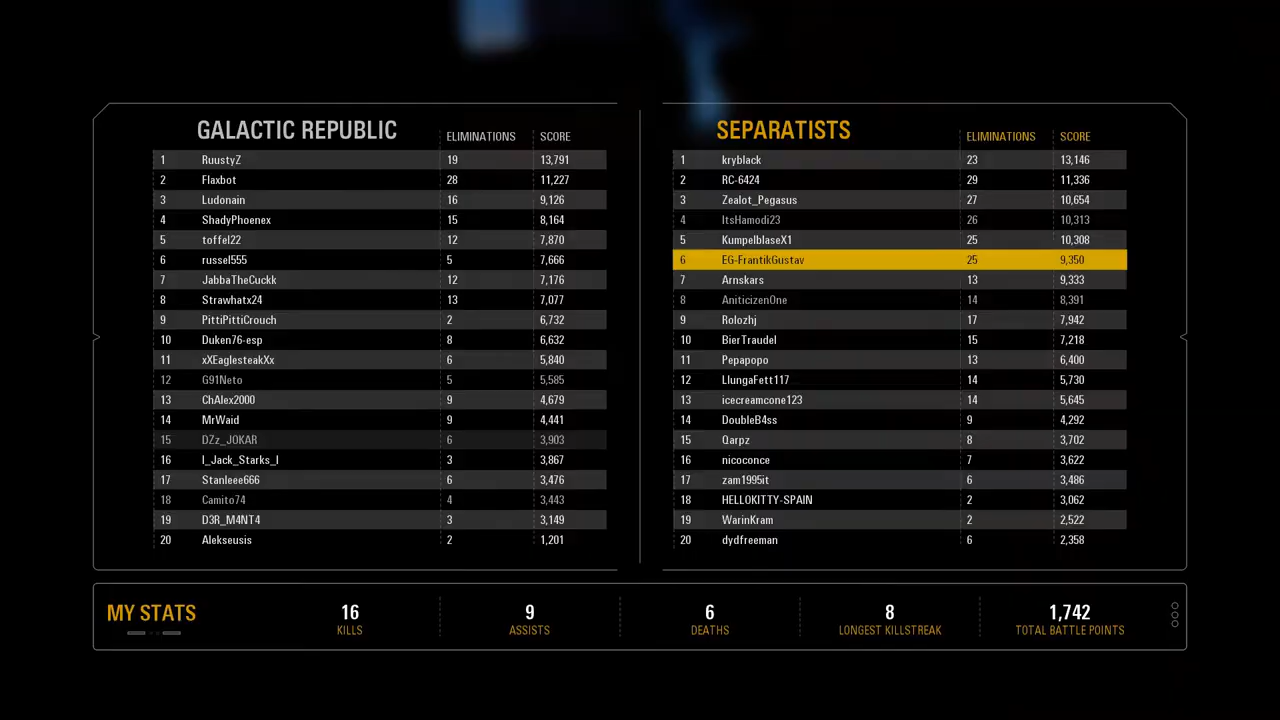 GALACTIC REPUBLIC ELIMINATIONS SCORE
1 RuustyZ 19 13,791
2 Flaxbot 28 11,227
3 Ludonain 16 9,126
4 ShadyPhoenex 15 8,164
5 toffel22 12 7,870
6 russel555 5 7,666
7 JabbaTheCuckk 12 7,176
8 Strawhatx24 13 7,077
9 PittiPittiCrouch 2 6,732
10 Duken76-esp 8 6,632
11 xXEaglesteakXx 6 5,840
12 G91Neto 5 5,585
13 ChAlex2000 9 4,679
14 MrWaid 9 4,441
15 DZz_JOKAR 6 3,903
16 I_Jack_Starks_I 3 3,867
17 Stanleee666 6 3,476
18 Camito74 4 3,443
19 D3R_M4NT4 3 3,149
20 Alekseusis 2 1,201
SEPARATISTS ELIMINATIONS SCORE
1 kryblack 23 13,146
2 RC-6424 29 11,336
3 Zealot_Pegasus 27 10,654
4 ItsHamodi23 26 10,313
5 KumpelblaseX1 25 10,308
6 EG-FrantikGustav 25 9,350
7 Arnskars 13 9,333
8 AniticizenOne 14 8,391
9 Rolozhj 17 7,942
10 BierTraudel 15 7,218
11 Pepapopo 13 6,400
12 LlungaFett117 14 5,730
13 icecreamcone123 14 5,645
14 DoubleB4ss 9 4,292
15 Qarpz 8 3,702
16 nicoconce 7 3,622
17 zam1995it 6 3,486
18 HELLOKITTY-SPAIN 2 3,062
19 WarinKram 2 2,522
20 dydfreeman 6 2,358
MY STATS
16 KILLS
9 ASSISTS
6 DEATHS
8 LONGEST KILLSTREAK
1,742 TOTAL BATTLE POINTS